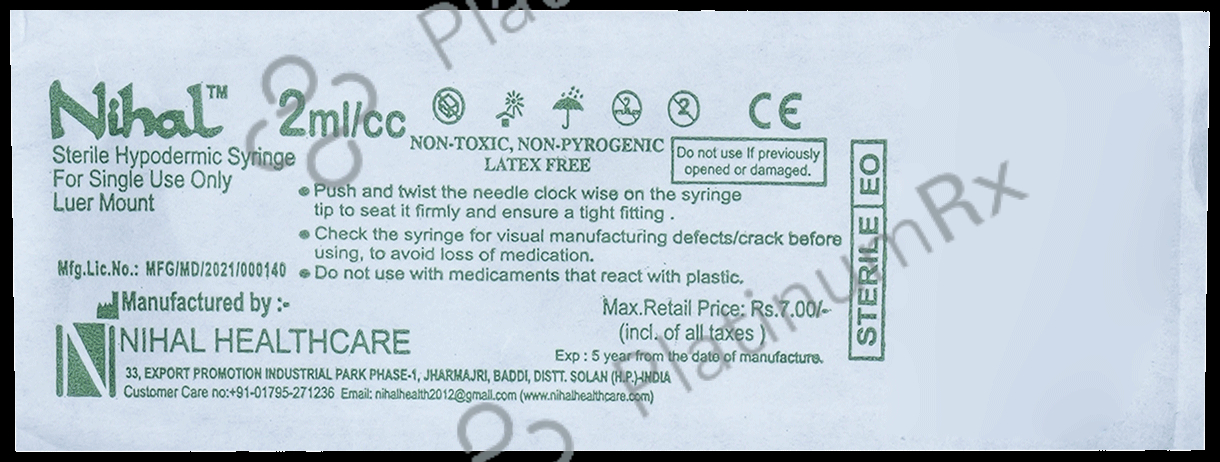 Nihal™
2ml/cc
CE
Sterile Hypodermic Syringe
For Single Use Only
Luer Mount
NON-TOXIC, NON-PYROGENIC
LATEX FREE
Do not use If previously
opened or damaged.
Push and twist the needle clock wise on the syringe
tip to seat it firmly and ensure a tight fitting .
Check the syringe for visual manufacturing defects/crack before
using, to avoid loss of medication.
Do not use with medicaments that react with plastic.
Mfg.Lic.No.: MFG/MD/2021/000140
Manufactured by :-
N
NIHAL HEALTHCARE
33, EXPORT PROMOTION INDUSTRIAL PARK PHASE-1, JHARMAJRI, BADDI, DISTT. SOLAN (H.P.)-INDIA
Customer Care no:+91-01795-271236 Email: nihalhealth2012@gmail.com (www.nihalhealthcare.com)
Max.Retail Price: Rs.7.00/-
(incl. of all taxes )
Exp : 5 year from the date of manufacture.
STERILE EO
2
PlatinumRx
Platinum